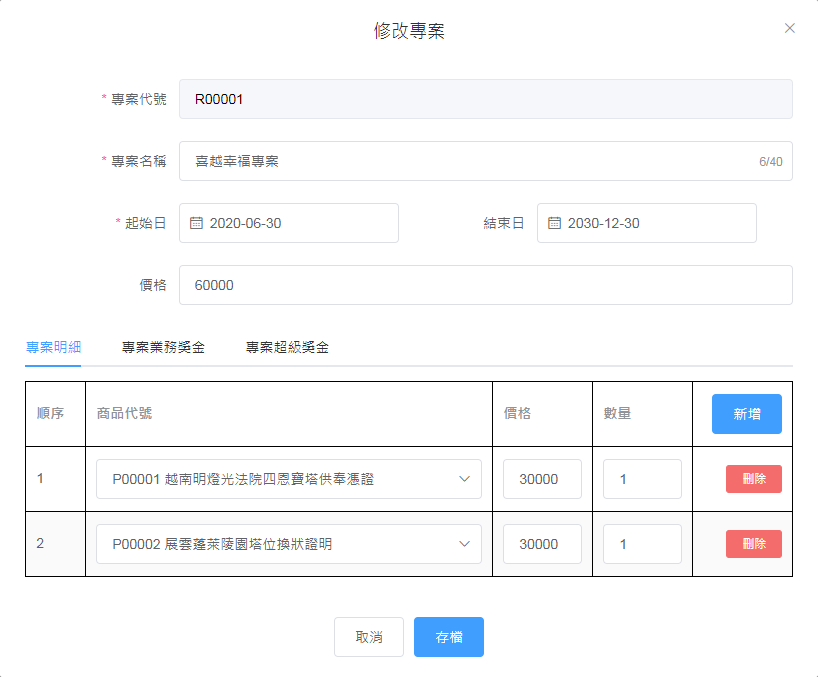 修改專案
* 專案代號 R00001
* 專案名稱 喜越幸福專案 6/40
* 起始日 2020-06-30 結束日 2030-12-30
價格 60000
專案明細 專案業務獎金 專案超級獎金
順序 商品代號 價格 數量 新增
1 P00001 越南明燈光法院四恩寶塔供奉憑證 30000 1 刪除
2 P00002 展雲蓬萊陵園塔位換狀證明 30000 1 刪除
取消 存檔